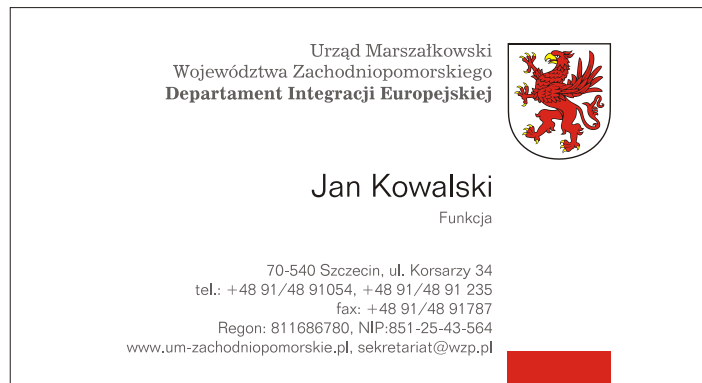 Urząd Marszałkowski
Województwa Zachodniopomorskiego
Departament Integracji Europejskiej
Jan Kowalski
Funkcja
70-540 Szczecin, ul. Korsarzy 34
tel.: +48 91/48 91054, +48 91/48 91 235
fax: +48 91/48 91787
Regon: 811686780, NIP:851-25-43-564
www.um-zachodniopomorskie.pl, sekretariat@wzp.pl